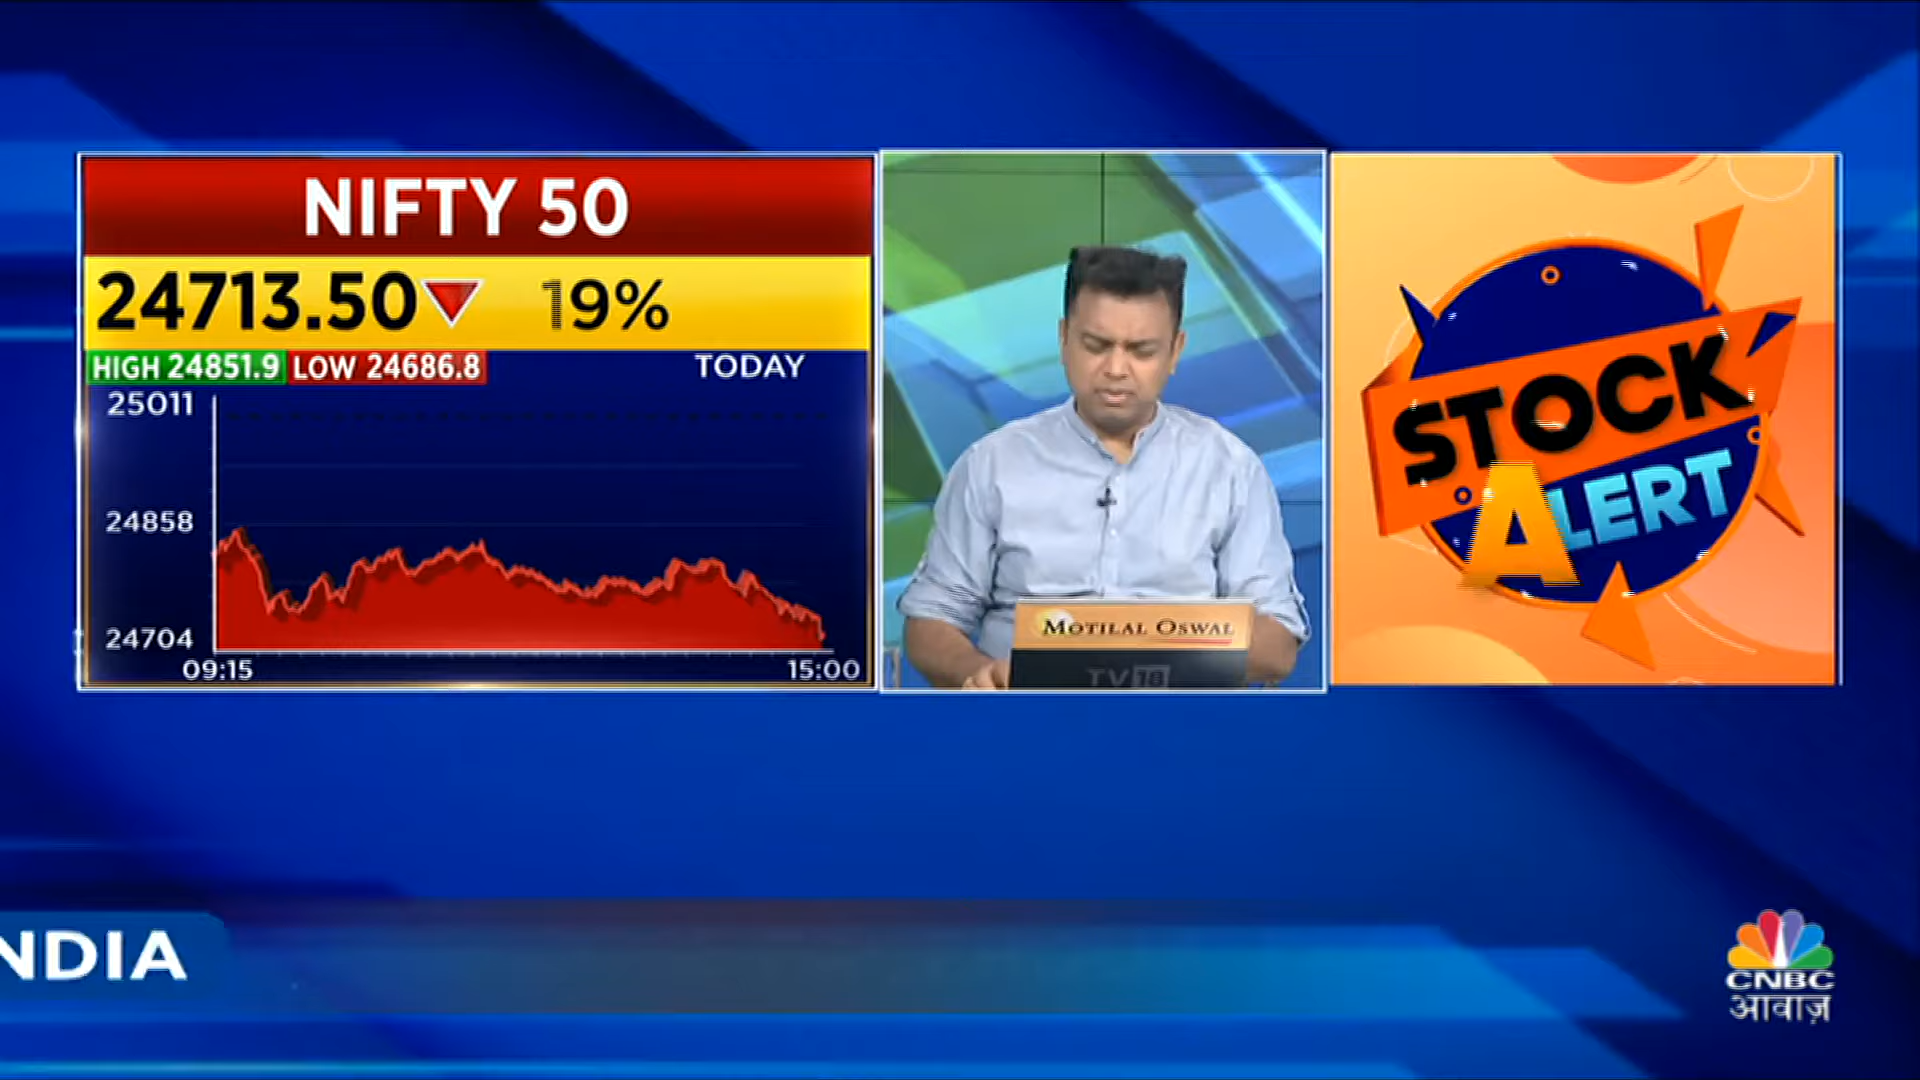 NIFTY 50
24713.50 19%
HIGH 24851.9 LOW 24686.8 TODAY
25011
24858
24704
09:15 15:00
MOTILAL OSWAL
TV18
STOCK
ALERT
NDIA
CNBC
आवाज़